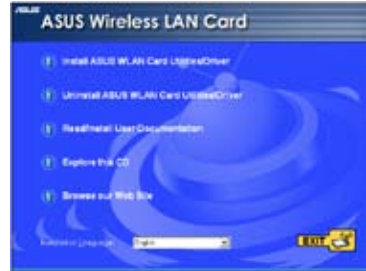 ASUS
ASUS Wireless LAN Card
Install ASUS WLAN Card Utilities/Driver
Uninstall ASUS WLAN Card Utilities/Driver
Read/Install User Documentation
Explore this CD
Browse our Web Site
Language:
English
EXIT